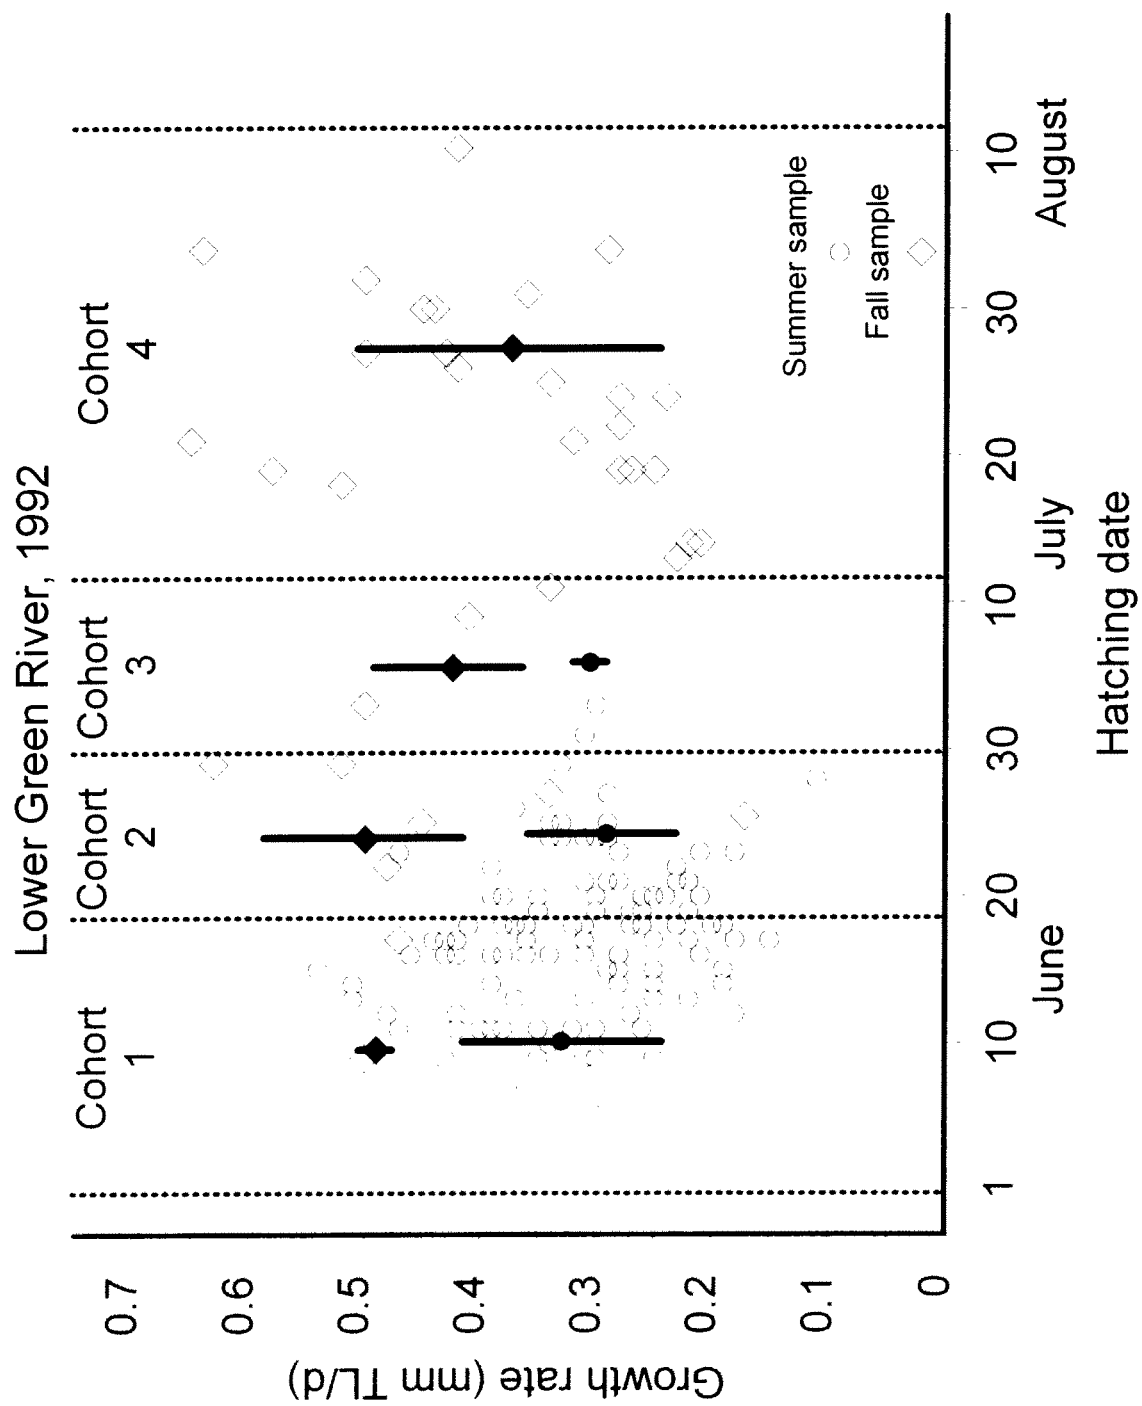 Lower Green River, 1992
Cohort
1
Cohort
2
Cohort
3
Cohort
4
Growth rate (mm TL/d)
0.7
0.6
0.5
0.4
0.3
0.2
0.1
0
Summer sample
Fall sample
1
10
20
30
10
20
30
10
June
July
August
Hatching date